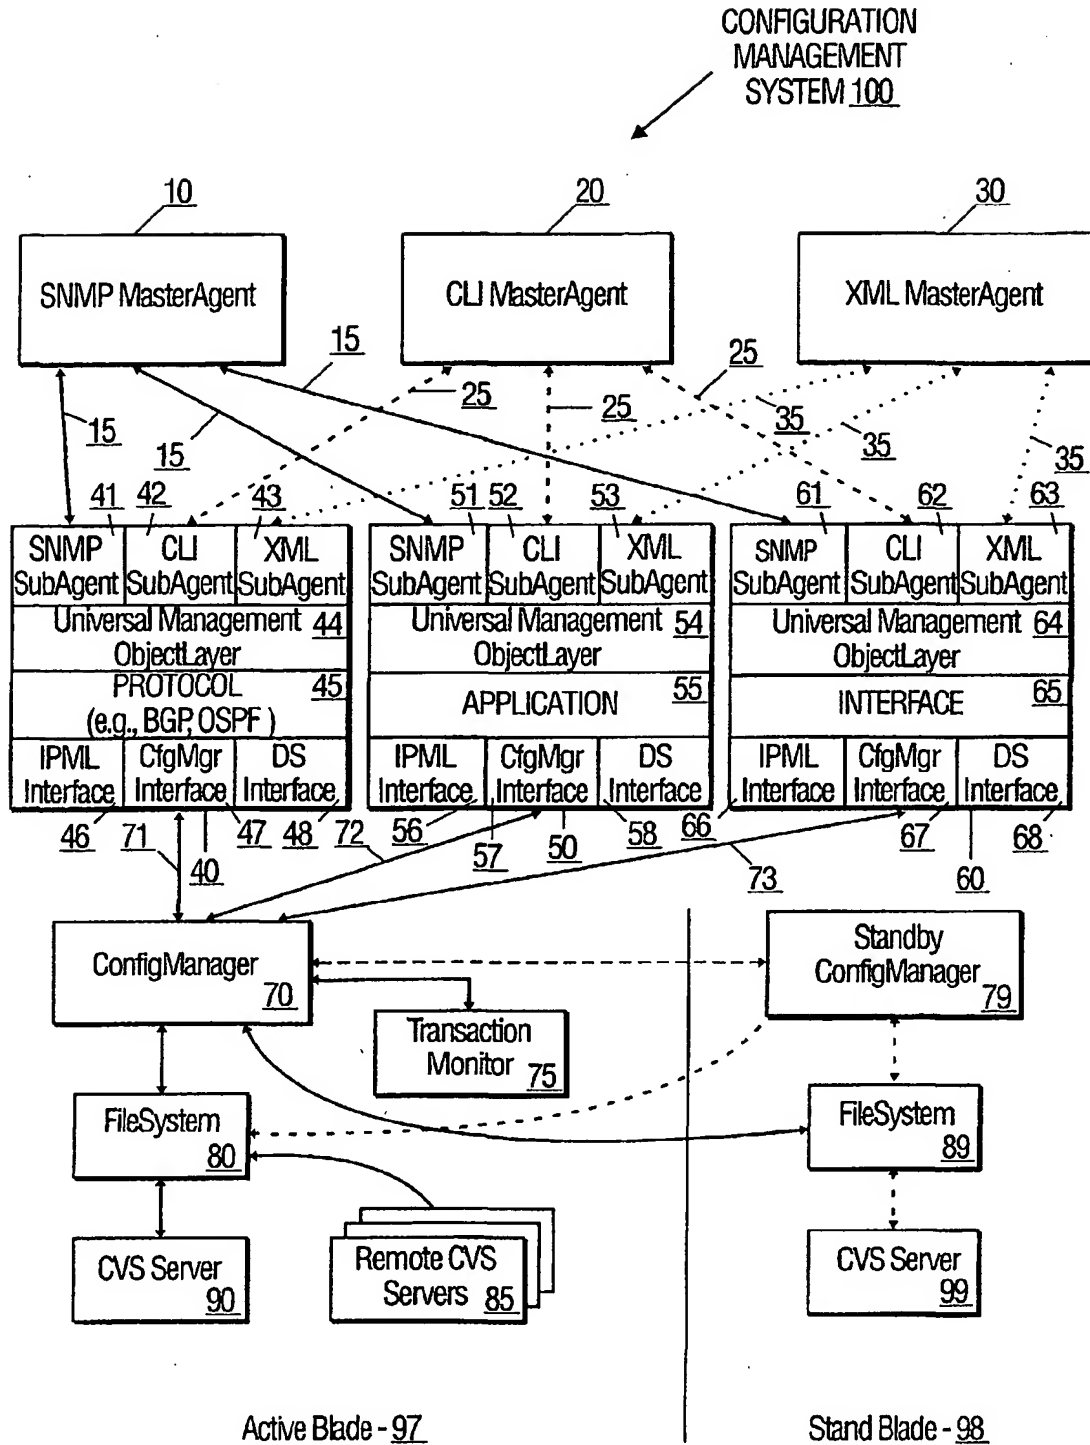 CONFIGURATION
MANAGEMENT
SYSTEM 100
10
20
30
SNMP MasterAgent
CLI MasterAgent
XML MasterAgent
15
25
15
25
15
25
35
15
35
35
41
42
43
51
52
53
61
62
63
SNMP
SubAgent
CLI
SubAgent
XML
SubAgent
Universal Management
ObjectLayer
44
PROTOCOL
(e.g., BGP, OSPF )
45
IPML
Interface
CfgMgr
Interface
DS
Interface
SNMP
SubAgent
CLI
SubAgent
XML
SubAgent
Universal Management
ObjectLayer
54
APPLICATION
55
IPML
Interface
CfgMgr
Interface
DS
Interface
SNMP
SubAgent
CLI
SubAgent
XML
SubAgent
Universal Management
ObjectLayer
64
INTERFACE
65
IPML
Interface
CfgMgr
Interface
DS
Interface
46
71
40
47
48
72
56
57
50
58
66
73
67
60
68
ConfigManager
70
Standby
ConfigManager
79
Transaction
Monitor 75
FileSystem
80
FileSystem
89
CVS Server
90
Remote CVS
Servers 85
CVS Server
99
Active Blade - 97
Stand Blade - 98